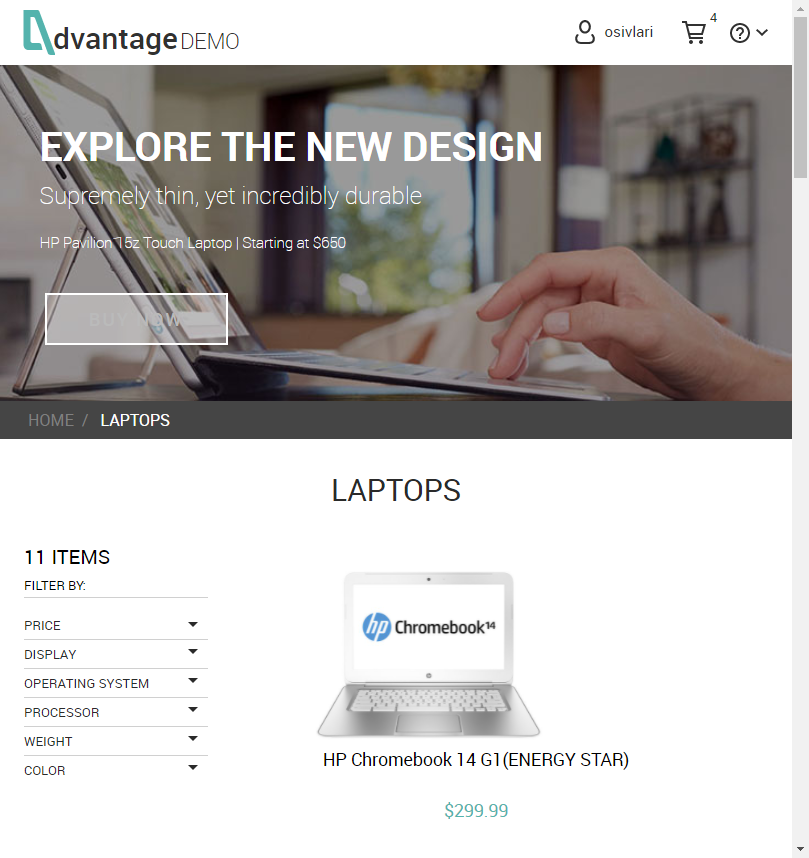 dvantage DEMO
osivlari
4
EXPLORE THE NEW DESIGN
Supremely thin, yet incredibly durable
HP Pavilion 15z Touch Laptop | Starting at $650
BUY NOW
HOME / LAPTOPS
LAPTOPS
11 ITEMS
FILTER BY:
PRICE
DISPLAY
OPERATING SYSTEM
PROCESSOR
WEIGHT
COLOR
hp Chromebook14
HP Chromebook 14 G1(ENERGY STAR)
$299.99